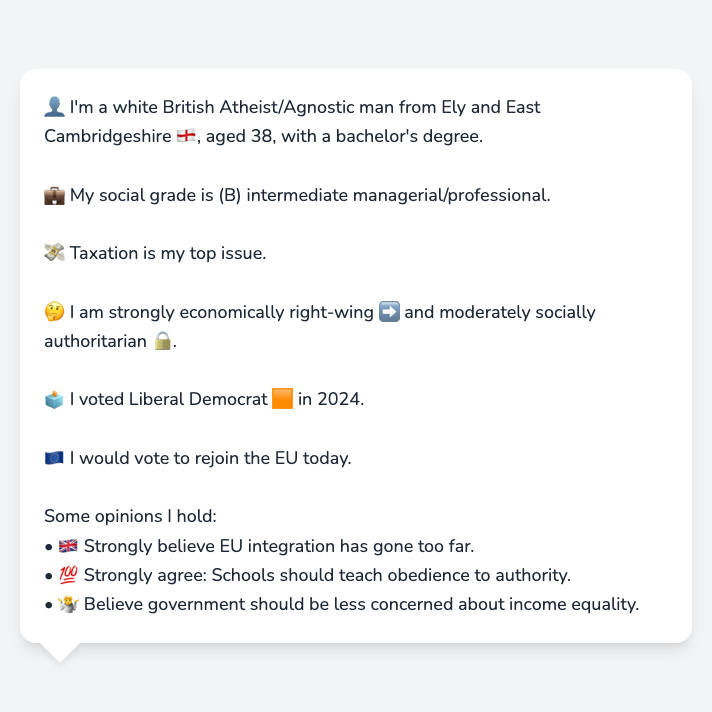 👤 I'm a white British Atheist/Agnostic man from Ely and East
Cambridgeshire 🏴󠁧󠁢󠁥󠁮󠁧󠁿, aged 38, with a bachelor's degree.
💼 My social grade is (B) intermediate managerial/professional.
💸 Taxation is my top issue.
🤔 I am strongly economically right-wing ➡️ and moderately socially
authoritarian 🔒.
🗳️ I voted Liberal Democrat 🟧 in 2024.
🇪🇺 I would vote to rejoin the EU today.
Some opinions I hold:
• 🇬🇧 Strongly believe EU integration has gone too far.
• 💯 Strongly agree: Schools should teach obedience to authority.
• 🤷 Believe government should be less concerned about income equality.